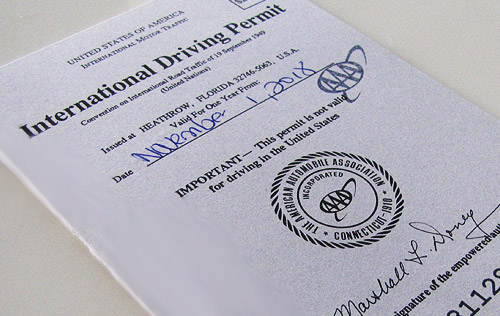 UNITED STATES OF AMERICA
INTERNATIONAL MOTOR TRAFFIC
International Driving Permit
Convention on International Road Traffic of 19 September 1949
(United Nations)
Issued at HEATHROW, FLORIDA 32746-5063, U.S.A.
Valid For One Year From:
Date November 1, 2018
AAA
IMPORTANT— This permit is not valid
for driving in the United States
THE AMERICAN AUTOMOBILE ASSOCIATION
INCORPORATED
AAA
CONNECTICUT-1910
Marshall L. Doney
signature of the empowered